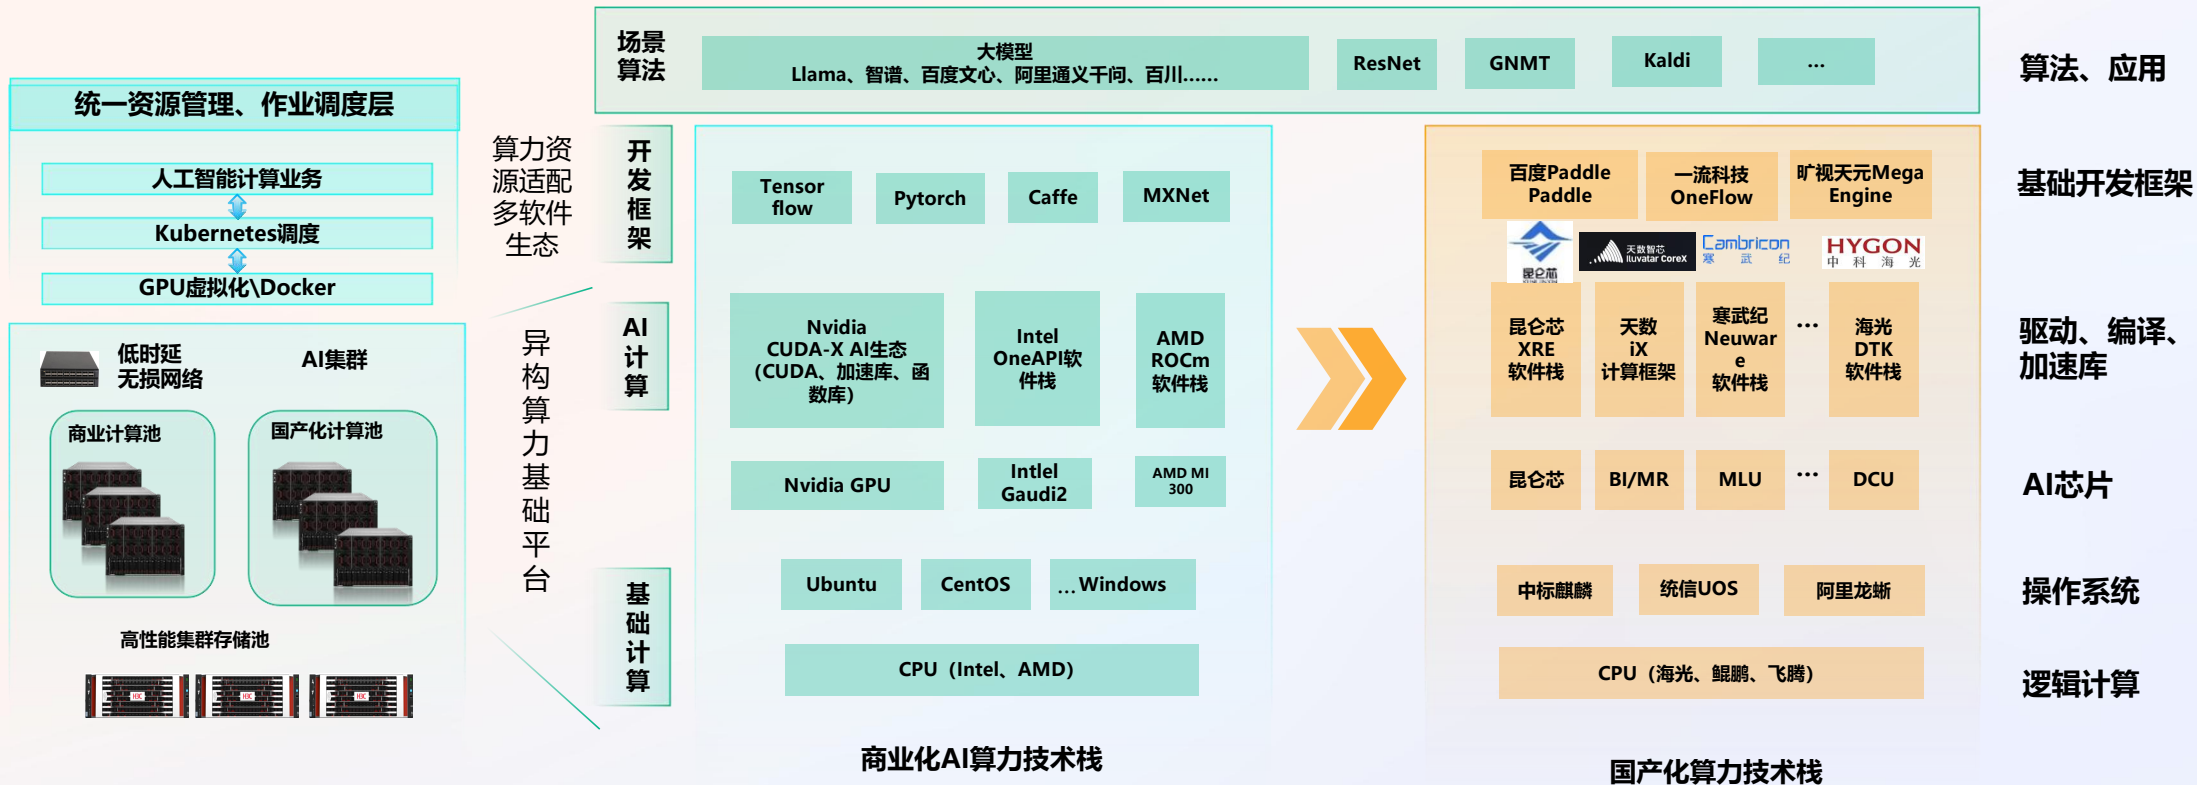 统一资源管理、作业调度层
人工智能计算业务
Kubernetes调度
GPU虚拟化\Docker
低时延
无损网络
AI集群
商业计算池
国产化计算池
高性能集群存储池
H3C
H3C
H3C
算力资
源适配
多软件
生态
异
构
算
力
基
础
平
台
场景
算法
大模型
Llama、智谱、百度文心、阿里通义千问、百川……
ResNet
GNMT
Kaldi
...
算法、应用
开
发
框
架
Tensor
flow
Pytorch
Caffe
MXNet
百度Paddle
Paddle
一流科技
OneFlow
旷视天元Mega
Engine
基础开发框架
昆仑芯
天数智芯
Iluvatar CoreX
Cambricon
寒武纪
HYGON
中科海光
AI
计
算
Nvidia
CUDA-X AI生态
(CUDA、加速库、函
数库)
Intel
OneAPI软
件栈
AMD
ROCm
软件栈
昆仑芯
XRE
软件栈
天数
iX
计算框架
寒武纪
Neuwar
e
软件栈
...
海光
DTK
软件栈
驱动、编译、
加速库
Nvidia GPU
Intlel
Gaudi2
AMD MI
300
昆仑芯
BI/MR
MLU
...
DCU
AI芯片
基
础
计
算
Ubuntu
CentOS
...Windows
中标麒麟
统信UOS
阿里龙蜥
操作系统
CPU（Intel、AMD）
CPU（海光、鲲鹏、飞腾）
逻辑计算
商业化AI算力技术栈
国产化算力技术栈